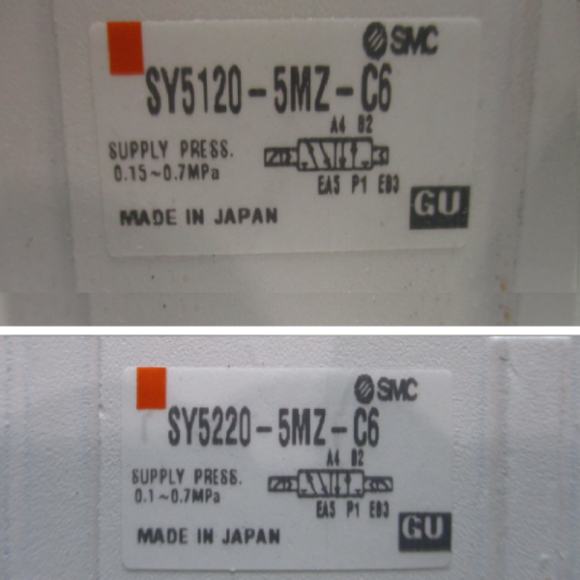 SMC
SY5120-5MZ-C6
A4 B2
SUPPLY PRESS.
0.15~0.7MPa
EA5 P1 EB3
MADE IN JAPAN
GU
SMC
SY5220-5MZ-C6
A4 B2
SUPPLY PRESS.
0.1~0.7MPa
EA5 P1 EB3
MADE IN JAPAN
GU